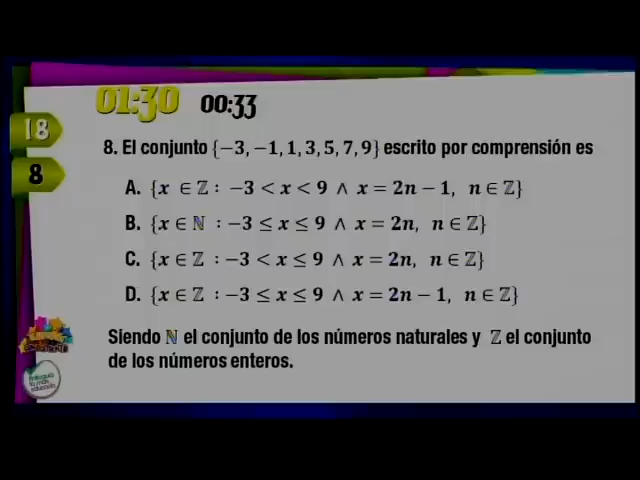 01:30 00:33
18
8
8. El conjunto {−3, −1, 1, 3, 5, 7, 9} escrito por comprensión es
A. {x ∈ ℤ : −3 < x < 9 ∧ x = 2n − 1, n ∈ ℤ}
B. {x ∈ ℕ : −3 ≤ x ≤ 9 ∧ x = 2n, n ∈ ℤ}
C. {x ∈ ℤ : −3 < x ≤ 9 ∧ x = 2n, n ∈ ℤ}
D. {x ∈ ℤ : −3 ≤ x ≤ 9 ∧ x = 2n − 1, n ∈ ℤ}
Siendo ℕ el conjunto de los números naturales y ℤ el conjunto
de los números enteros.